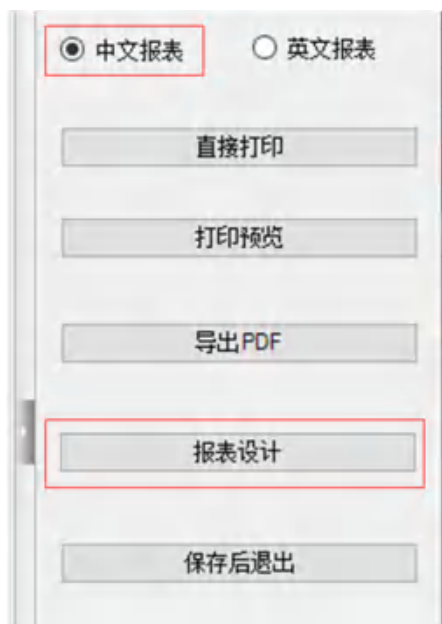 中文报表 英文报表
直接打印
打印预览
导出PDF
报表设计
保存后退出